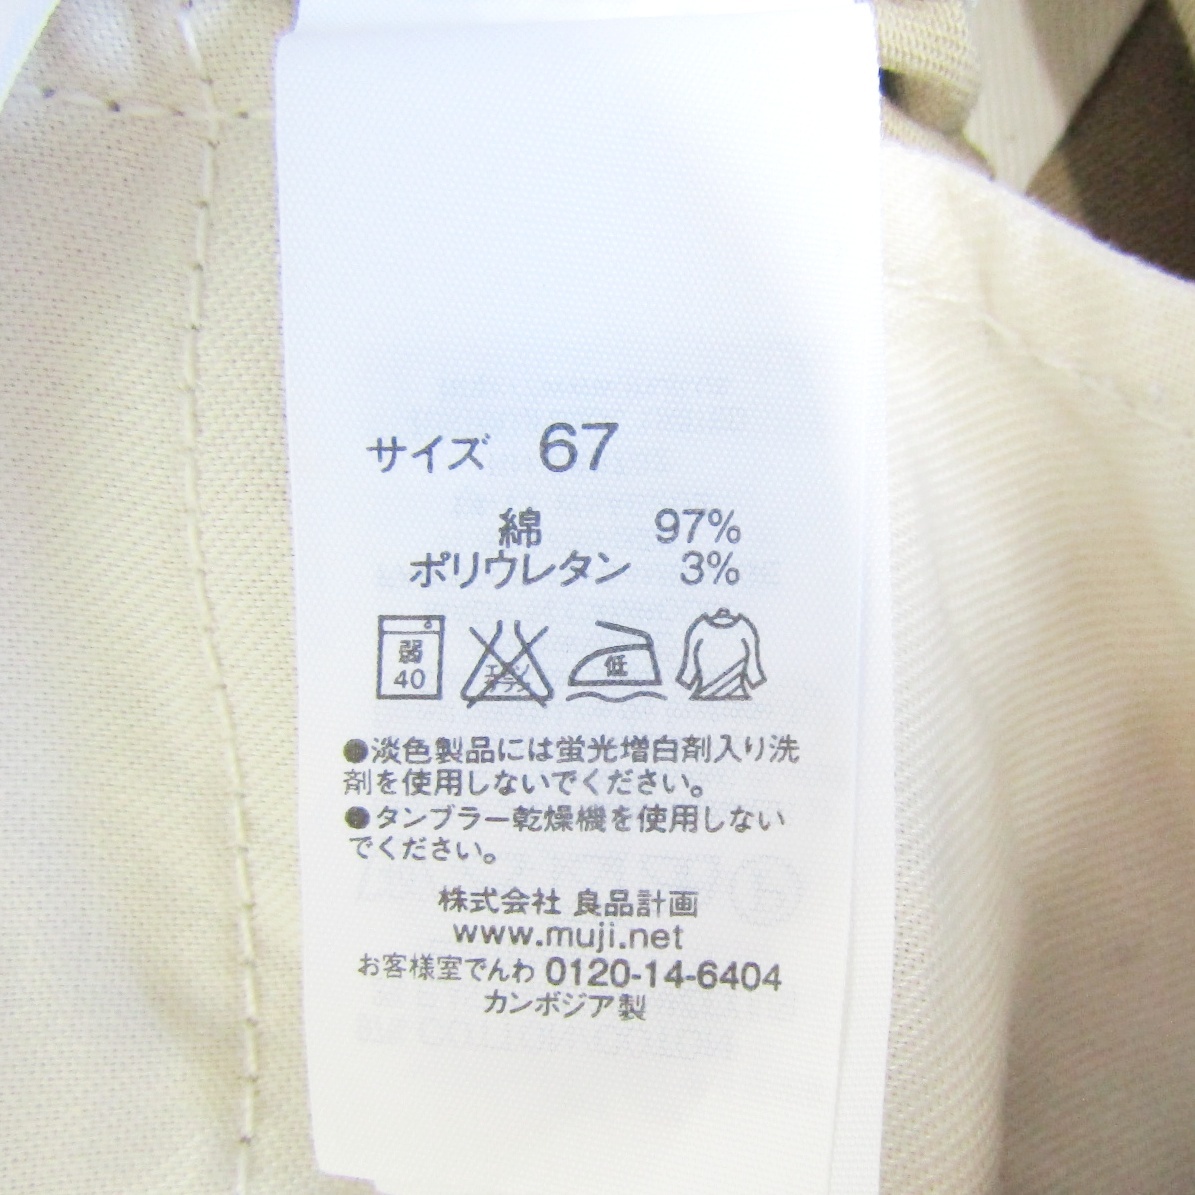 サイズ 67
綿 97%
ポリウレタン 3%
弱 40
エンソ
サラシ
低
●淡色製品には蛍光増白剤入り洗
剤を使用しないでください。
●タンブラー乾燥機を使用しない
でください。
株式会社 良品計画
www.muji.net
お客様室でんわ 0120-14-6404
カンボジア製